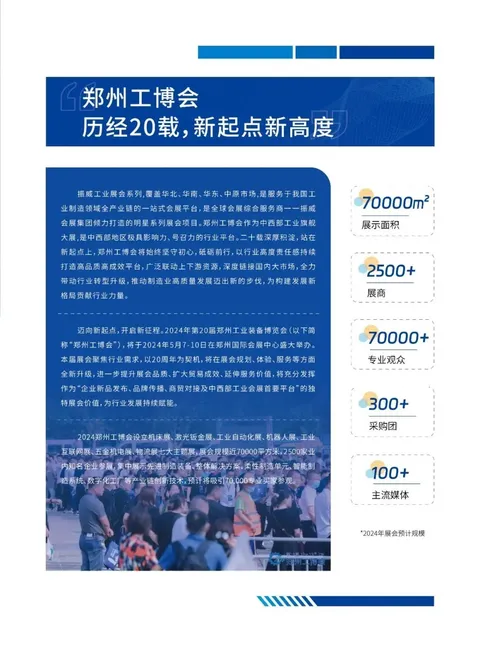 郑州工博会
历经20载,新起点新高度
振威工业展会系列,覆盖华北、华南、华东、中原市场,是服务于我国工
业制造领域全产业链的一站式会展平台,是全球会展综合服务商——振威
会展集团倾力打造的明星系列展会项目。郑州工博会作为中西部工业旗舰
大展,是中西部地区极具影响力、号召力的行业平台。二十载深厚积淀,站在
新起点上,郑州工博会将始终坚守初心,砥砺前行,以行业高度责任感持续
打造高品质高成效平台,广泛联动上下游资源,深度链接国内大市场,全力
带动行业转型升级,推动制造业高质量发展迈出新的步伐,为构建发展新
格局贡献行业力量。
迈向新起点,开启新征程。2024年第20届郑州工业装备博览会(以下简
称“郑州工博会”),将于2024年5月7-10日在郑州国际会展中心盛大举办。
本届展会聚焦行业需求,以20周年为契机,将在展会规划、体验、服务等方面
全新升级,进一步提升展会品质、扩大贸易成效、延伸服务价值,将充分发挥
作为“企业新品发布、品牌传播、商贸对接及中西部工业会展首要平台”的独
特展会价值,为行业发展持续赋能。
2024郑州工博会设立机床展、激光钣金展、工业自动化展、机器人展、工业
互联网展、五金机电展、物流展七大主题展,展会规模近70000平方米,2500家业
内知名企业参展,集中展示先进制造装备、整体解决方案、柔性制造单元、智能制
造系统、数字化工厂等产业链创新技术,预计将吸引70,000专业买家参观。
70000m²
展示面积
2500+
展商
70000+
专业观众
300+
采购团
100+
主流媒体
*2024年展会预计规模